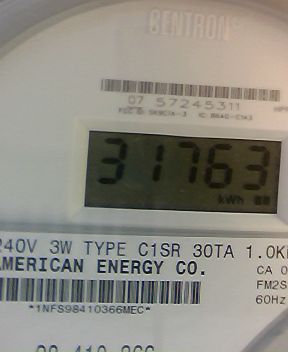 CENTRON
07 57245311
31763
kWh
240V 3W TYPE C1SR 30TA 1.0K
AMERICAN ENERGY CO.
CA 0
FM2S
60Hz
*1NFS98410366MEC*